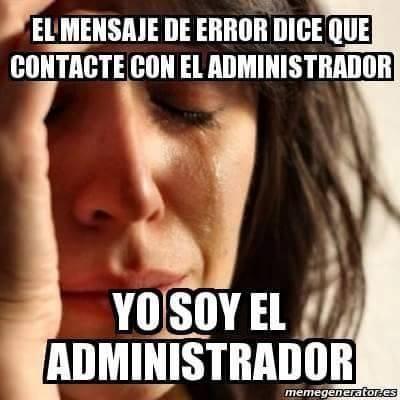 EL MENSAJE DE ERROR DICE QUE
CONTACTE CON EL ADMINISTRADOR
YO SOY EL
ADMINISTRADOR
memegenerator.es